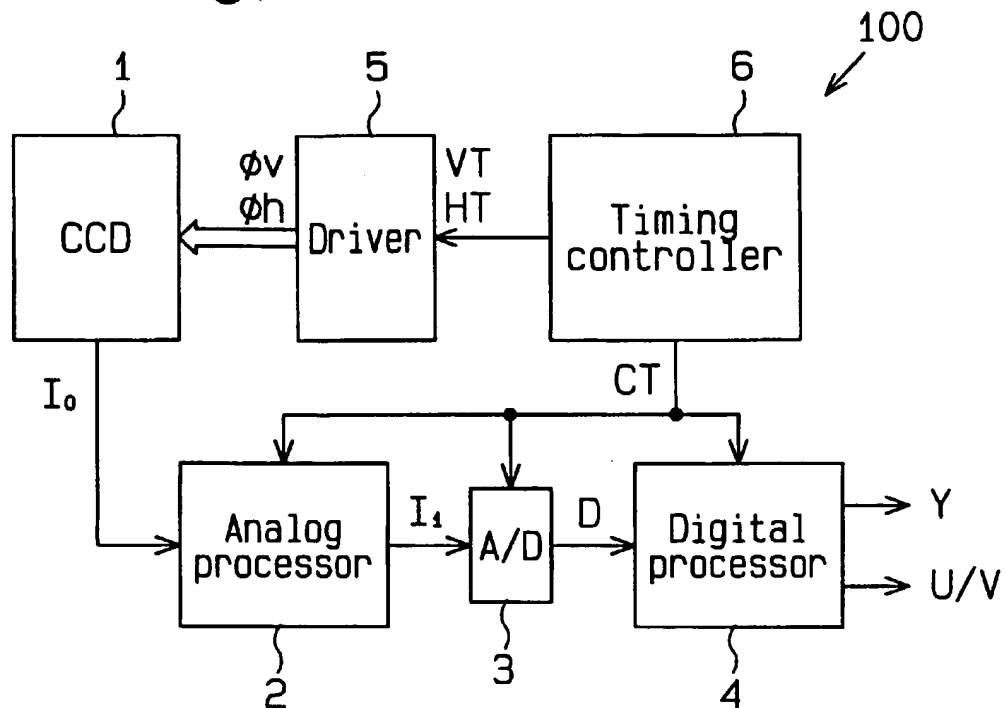 100
1
5
6
CCD
φv
φh
Driver
VT
HT
Timing
controller
I₀
CT
Analog
processor
I₁
A/D
D
Digital
processor
Y
U/V
2
3
4